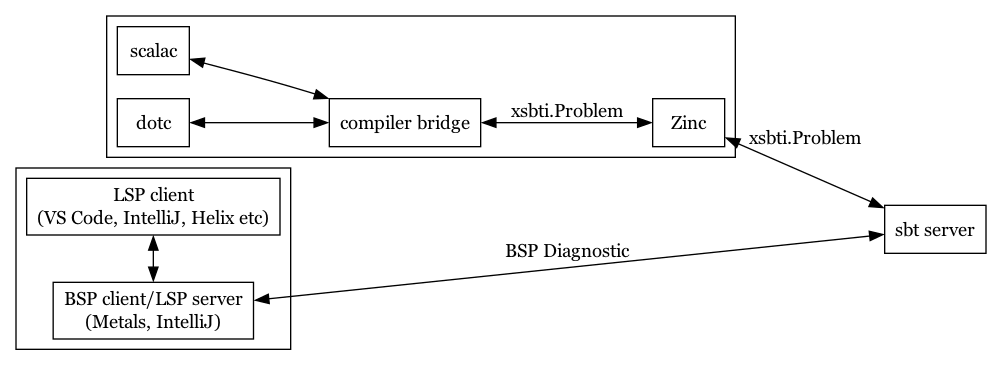 scalac
dotc
compiler bridge
xsbti.Problem
Zinc
xsbti.Problem
LSP client
(VS Code, IntelliJ, Helix etc)
sbt server
BSP Diagnostic
BSP client/LSP server
(Metals, IntelliJ)